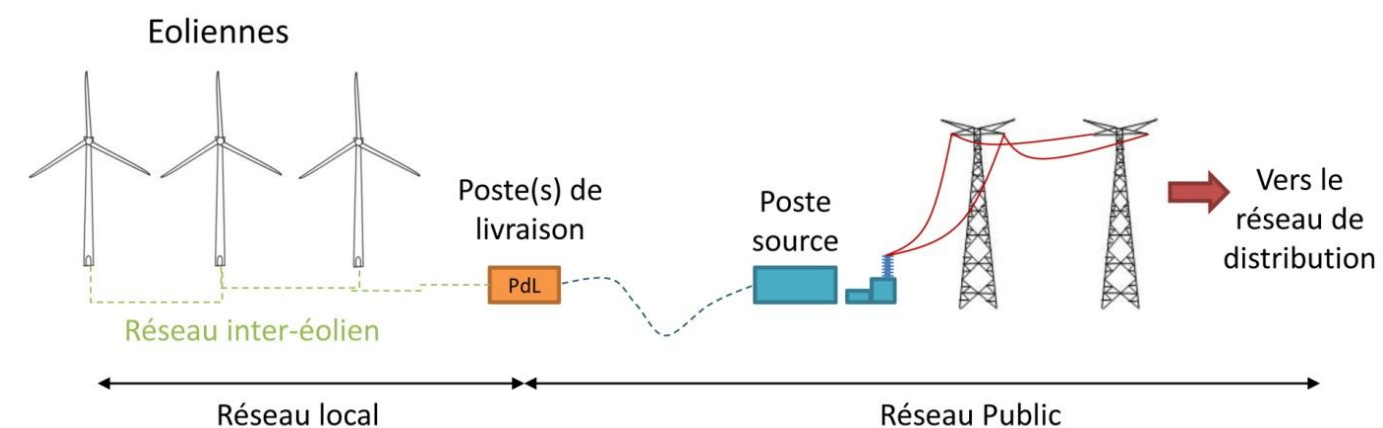 Eoliennes
Poste(s) de
livraison
PdL
Poste
source
Vers le
réseau de
distribution
Réseau inter-éolien
Réseau local
Réseau Public